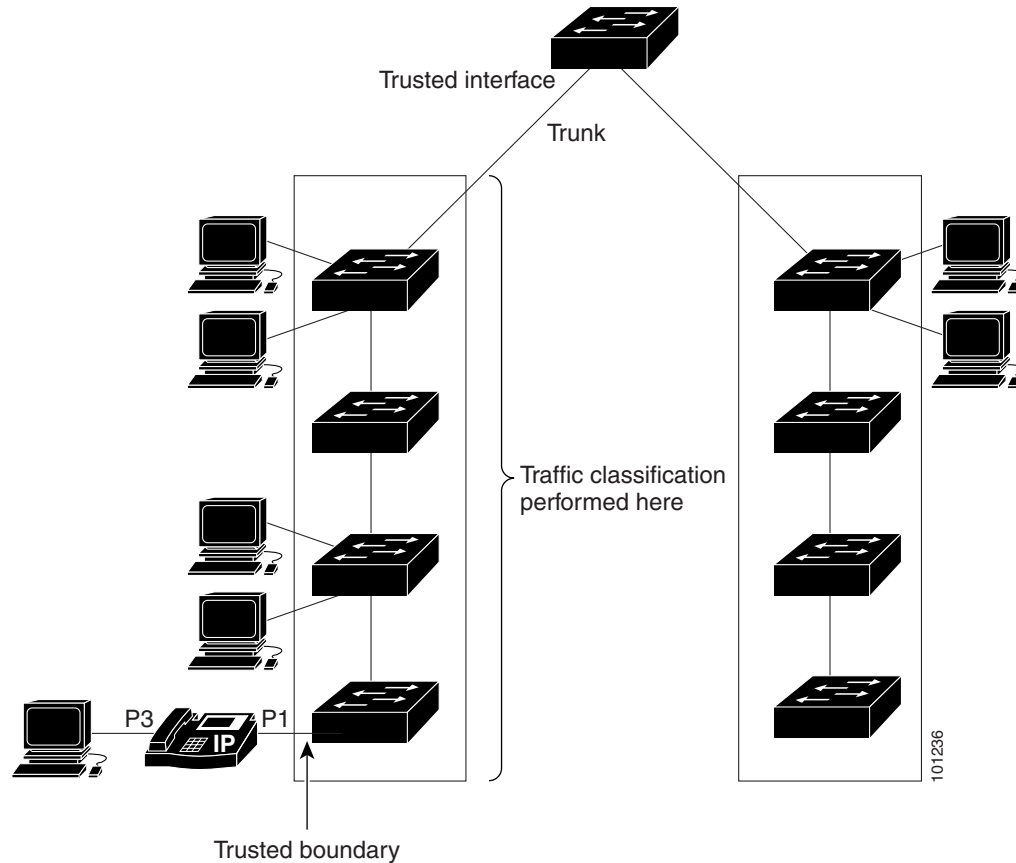 Trusted interface
Trunk
Traffic classification
performed here
P3
IP
P1
101236
Trusted boundary